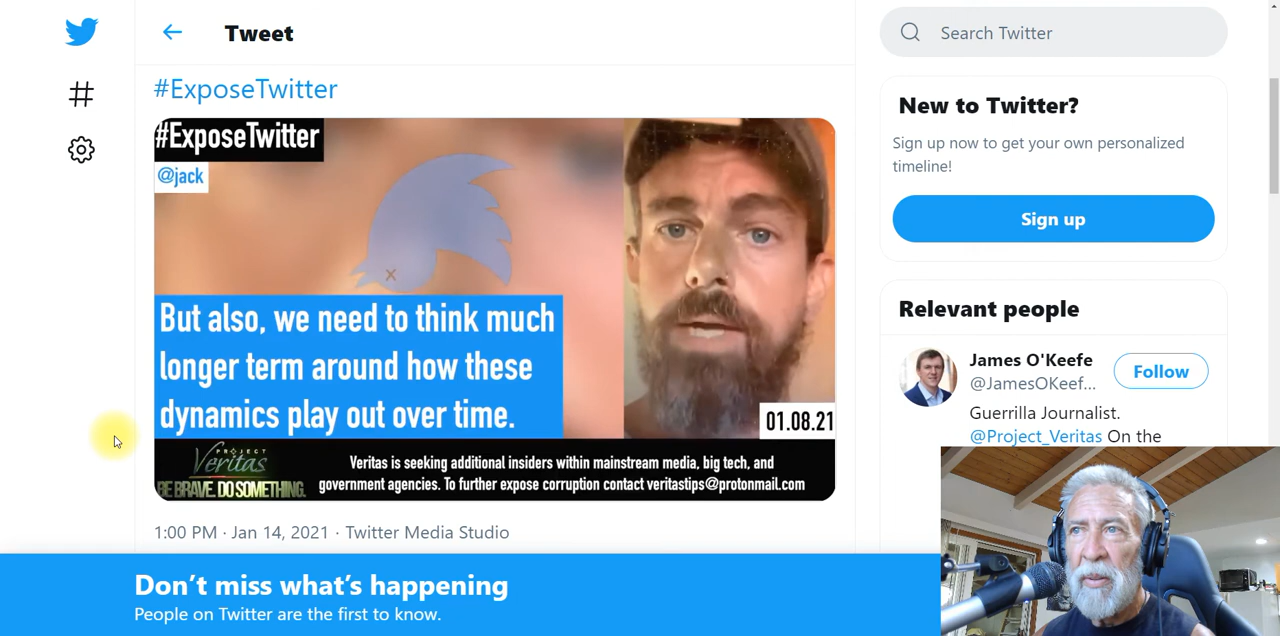 Tweet
#ExposeTwitter
#ExposeTwitter
@jack
But also, we need to think much
longer term around how these
dynamics play out over time.
01.08.21
PROJECT
Veritas
BE BRAVE. DO SOMETHING.
Veritas is seeking additional insiders within mainstream media, big tech, and
government agencies. To further expose corruption contact veritastips@protonmail.com
1:00 PM · Jan 14, 2021 · Twitter Media Studio
Don't miss what's happening
People on Twitter are the first to know.
Search Twitter
New to Twitter?
Sign up now to get your own personalized
timeline!
Sign up
Relevant people
James O'Keefe
@JamesOKeef...
Follow
Guerrilla Journalist.
@Project_Veritas On the